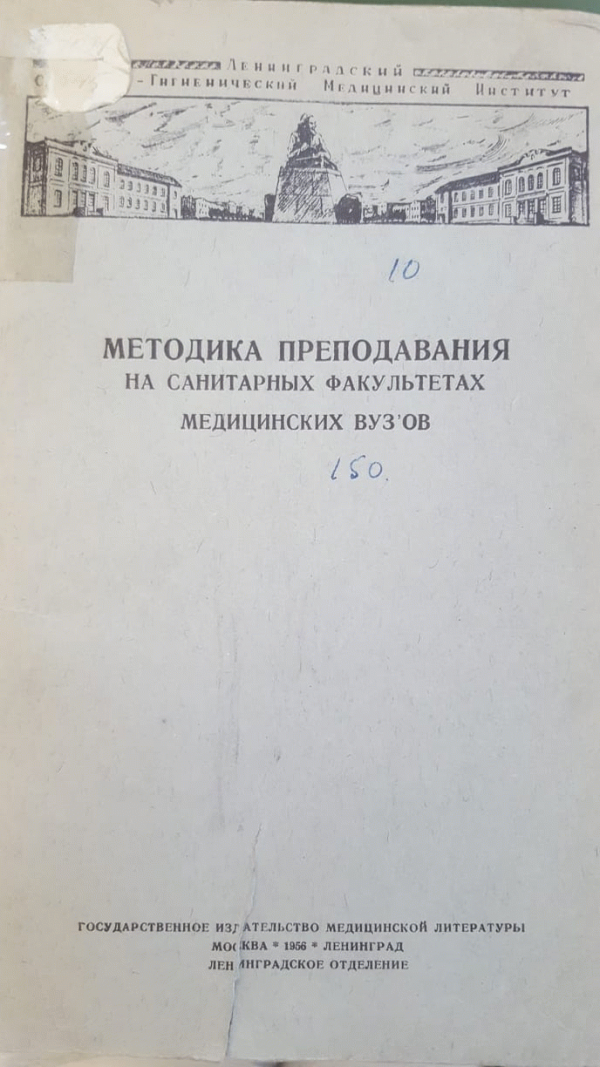 Ленинградский
-Гигиенический Медицинский Институт
10
МЕТОДИКА ПРЕПОДАВАНИЯ
НА САНИТАРНЫХ ФАКУЛЬТЕТАХ
МЕДИЦИНСКИХ ВУЗ'ОВ
150.
ГОСУДАРСТВЕННОЕ ИЗДАТЕЛЬСТВО МЕДИЦИНСКОЙ ЛИТЕРАТУРЫ
МОСКВА * 1956 * ЛЕНИНГРАД
ЛЕНИНГРАДСКОЕ ОТДЕЛЕНИЕ